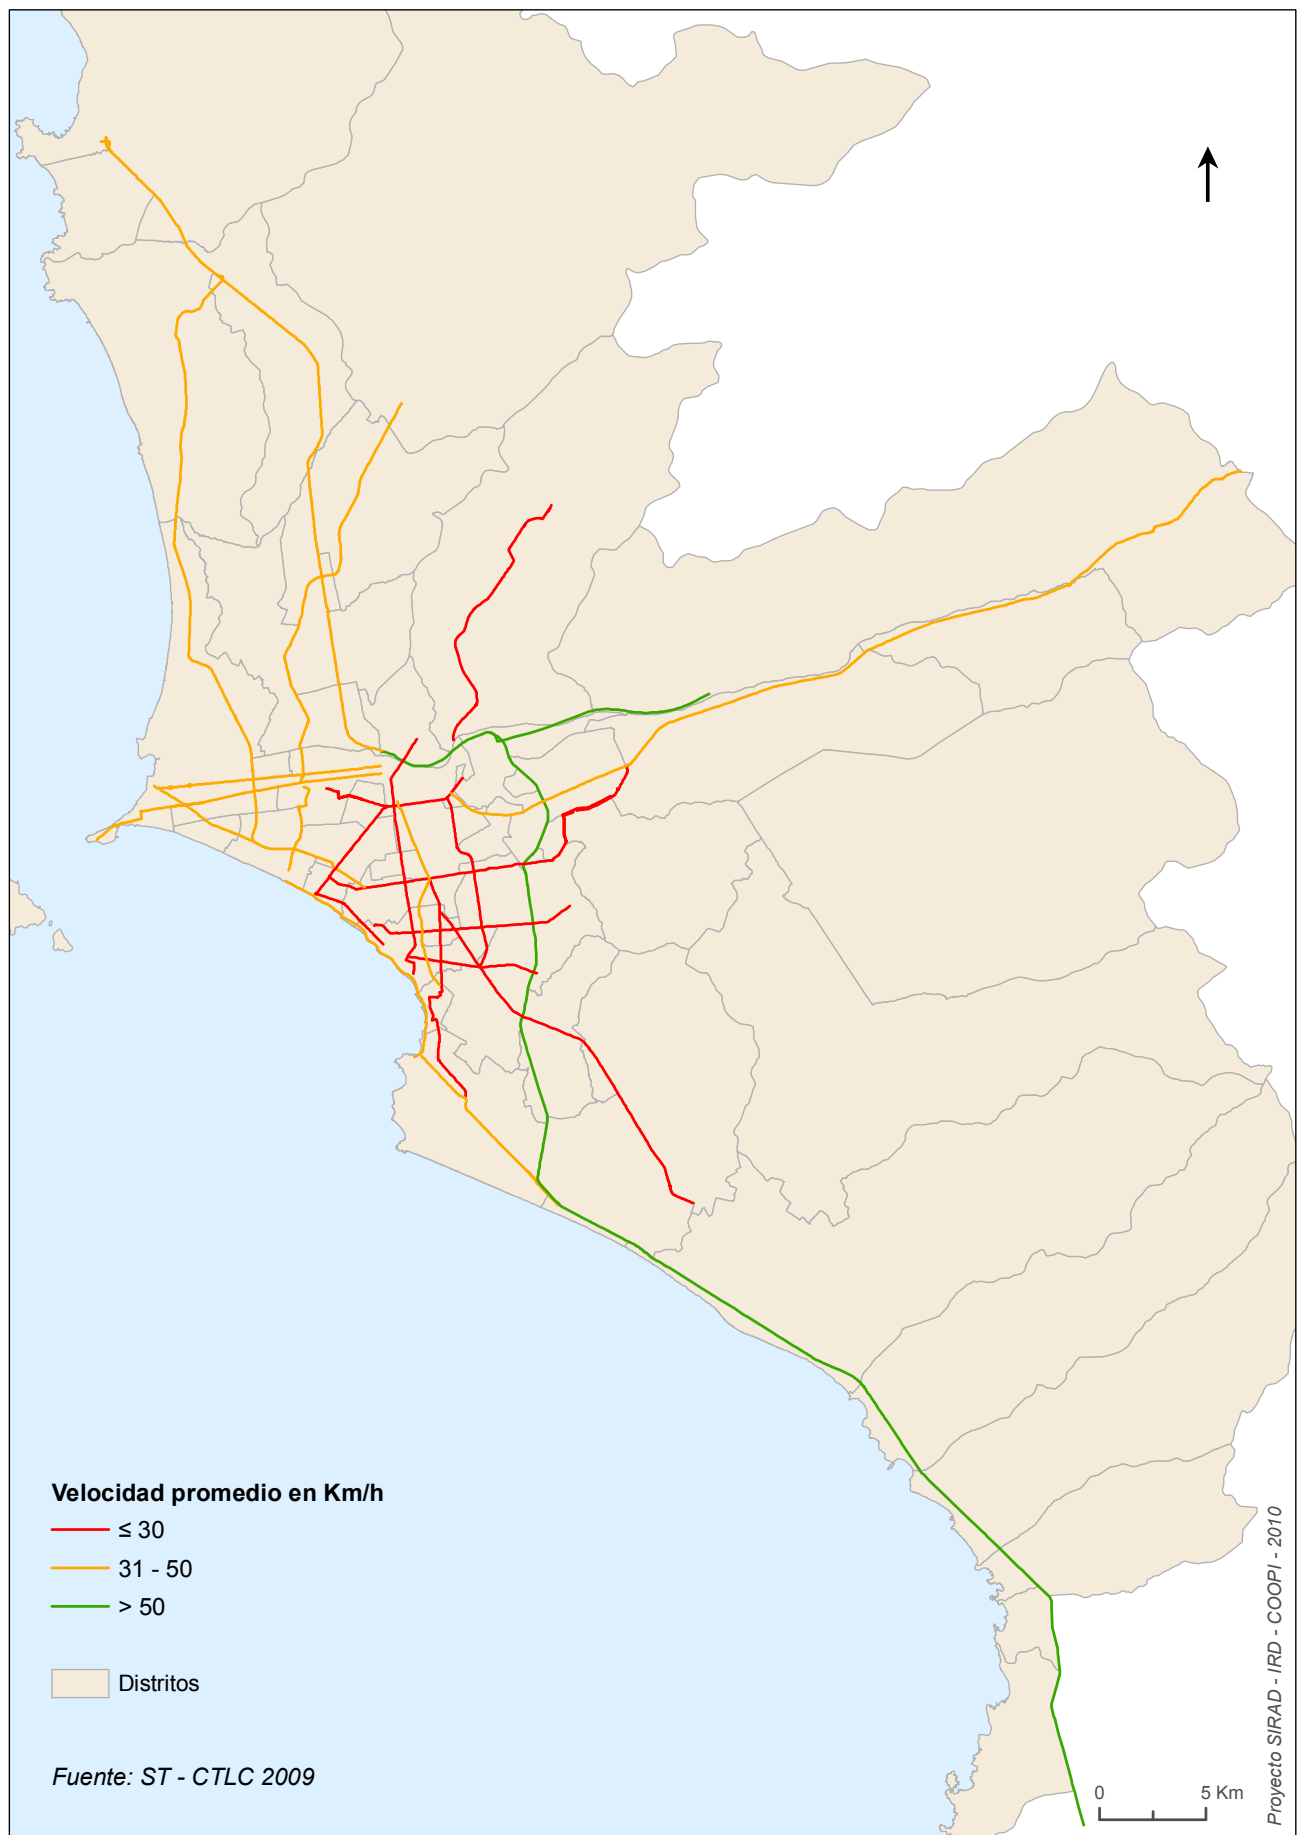 Velocidad promedio en Km/h
≤ 30
31 - 50
> 50
Distritos
Fuente: ST - CTLC 2009
0 5 Km
Proyecto SIRAD - IRD - COOPI - 2010